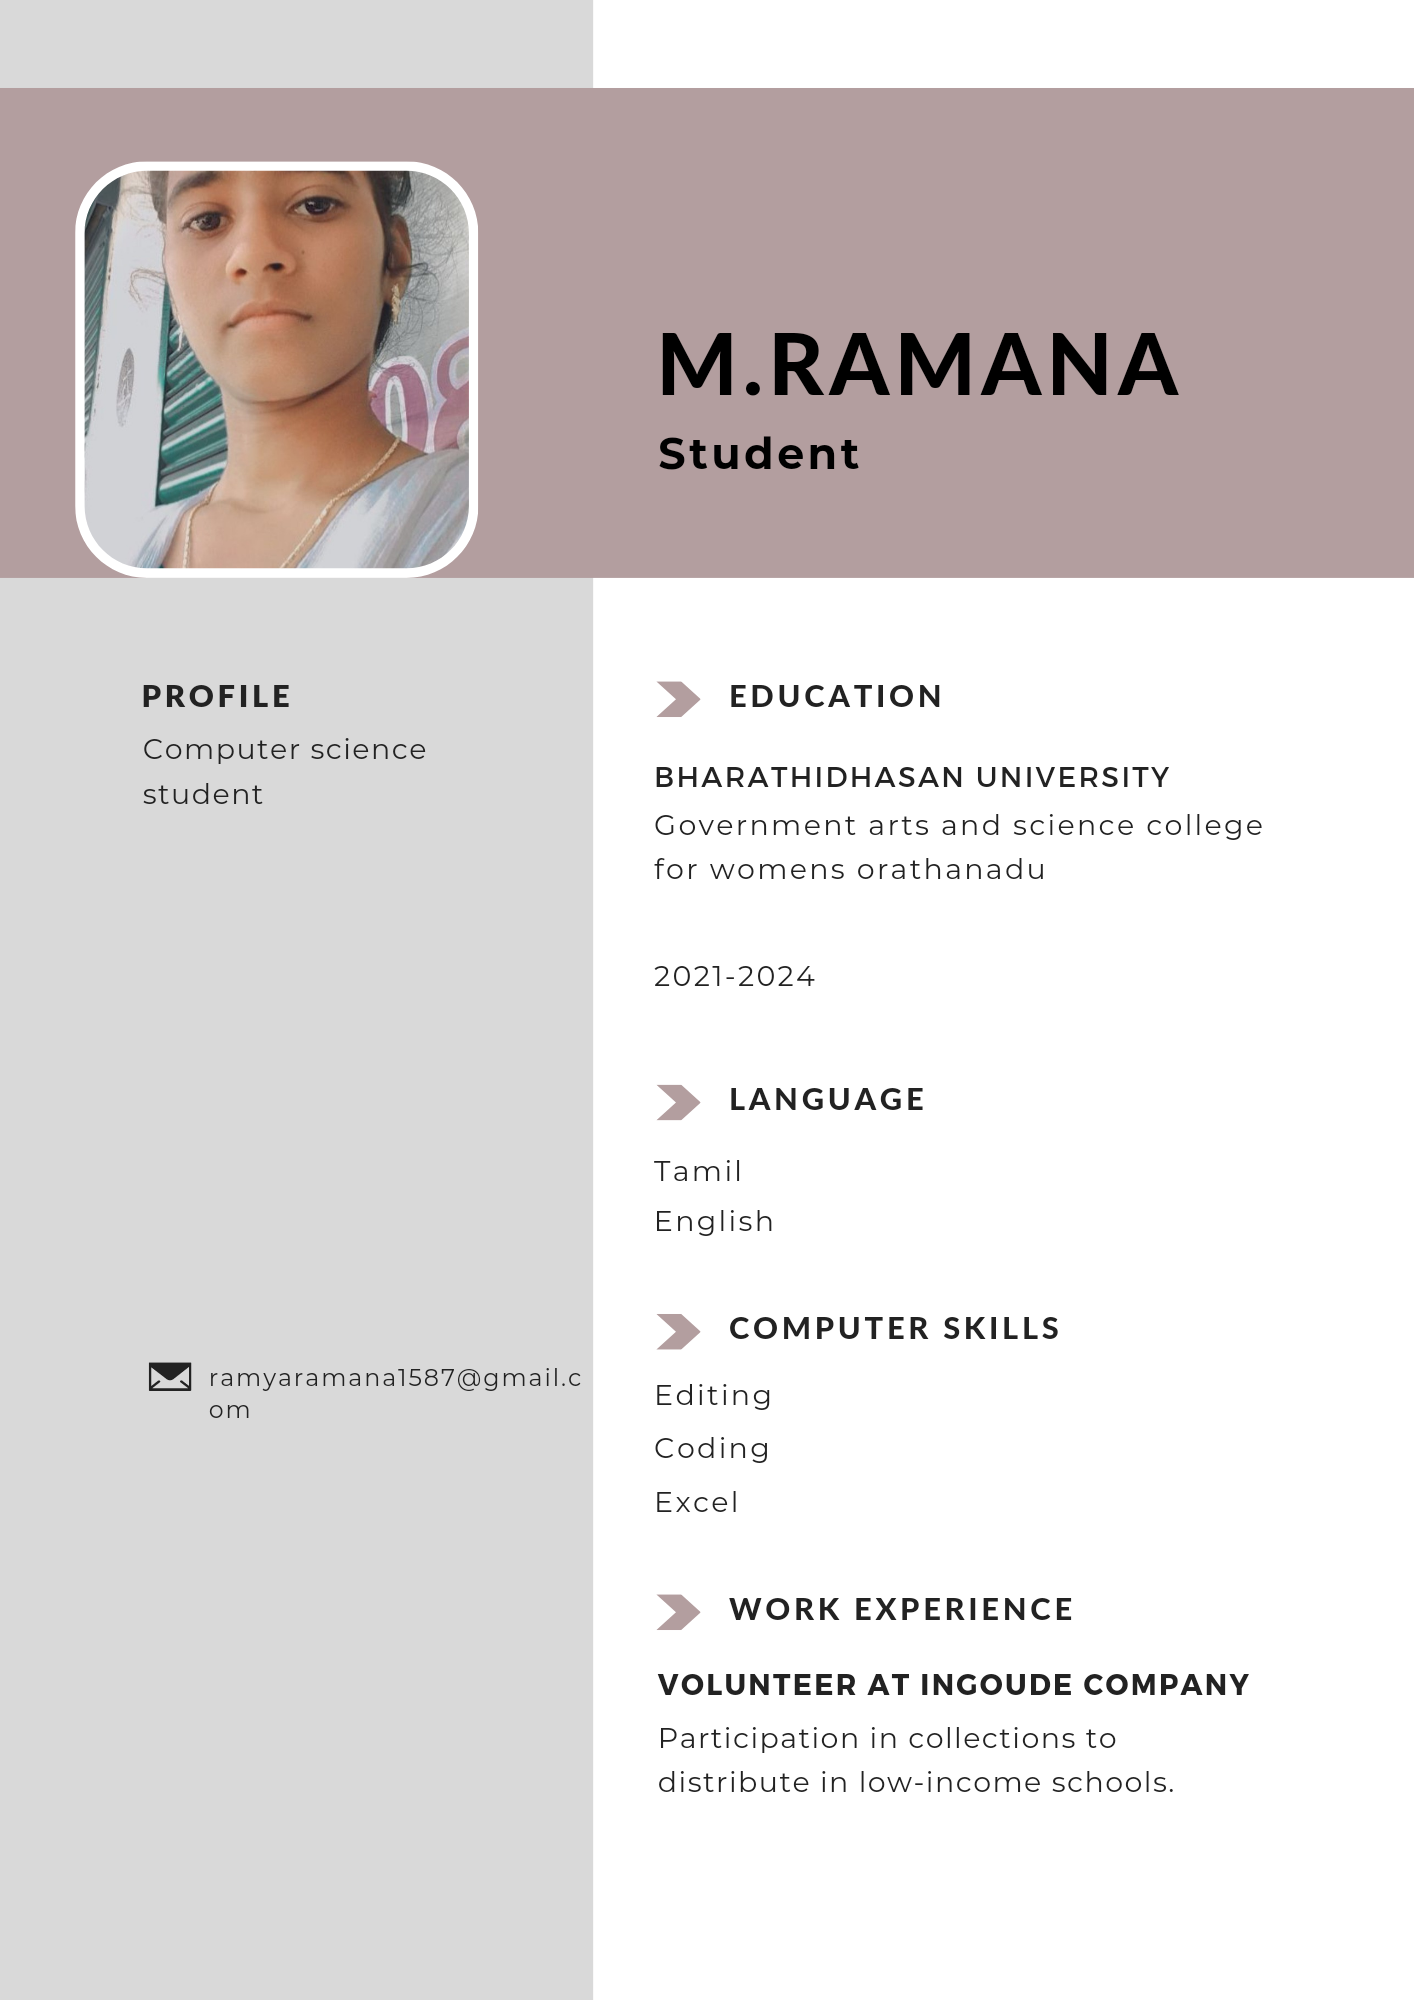 M.RAMANA
Student
PROFILE
Computer science
student
ramyaramana1587@gmail.c
om
EDUCATION
BHARATHIDHASAN UNIVERSITY
Government arts and science college
for womens orathanadu
2021-2024
LANGUAGE
Tamil
English
COMPUTER SKILLS
Editing
Coding
Excel
WORK EXPERIENCE
VOLUNTEER AT INGOUDE COMPANY
Participation in collections to
distribute in low-income schools.